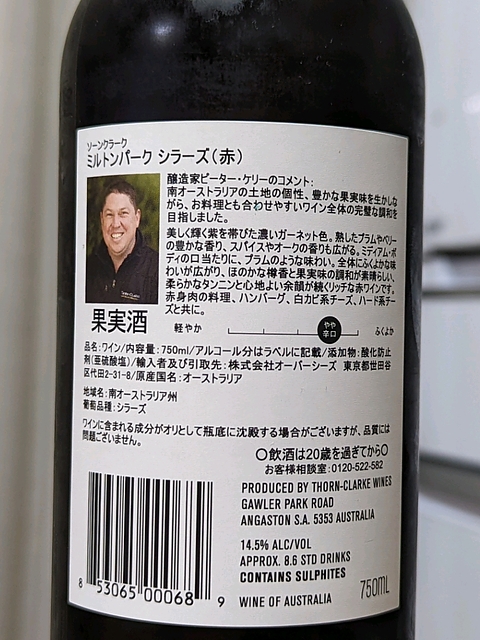 ソーンクラーク
ミルトンパーク シラーズ(赤)
醸造家ピーター・ケリーのコメント:
南オーストラリアの土地の個性、豊かな果実味を生かしな
がら、お料理とも合わせやすいワイン全体の完璧な調和を
目指しました。
美しく輝く紫を帯びた濃いガーネット色。熟したプラムやベリー
の豊かな香り、スパイスやオークの香りも広がる。ミディアム・ボ
ディの口当たりに、プラムのような味わい。全体にふくよかな味
わいが広がり、ほのかな樽香と果実味の調和が素晴らしい、
柔らかなタンニンと心地よい余韻が続くリッチな赤ワインです。
赤身肉の料理、ハンバーグ、白カビ系チーズ、ハード系チー
ズと共に。
果実酒
軽やか
やや
辛口
ふくよか
品名:ワイン/内容量:750ml/アルコール分はラベルに記載/添加物:酸化防止
剤(亜硫酸塩)/輸入者及び引取先:株式会社オーバーシーズ 東京都世田谷
区代田2-31-8/原産国名:オーストラリア
地域名:南オーストラリア州
葡萄品種:シラーズ
ワインに含まれる成分がオリとして瓶底に沈殿する場合がございますが、品質には
問題ございません。
〇飲酒は20歳を過ぎてから〇
お客様相談室:0120-522-582
PRODUCED BY THORN-CLARKE WINES
GAWLER PARK ROAD
ANGASTON S.A. 5353 AUSTRALIA
14.5% ALC/VOL
APPROX. 8.6 STD DRINKS
CONTAINS SULPHITES
WINE OF AUSTRALIA
750ML
8 53065 00068 9